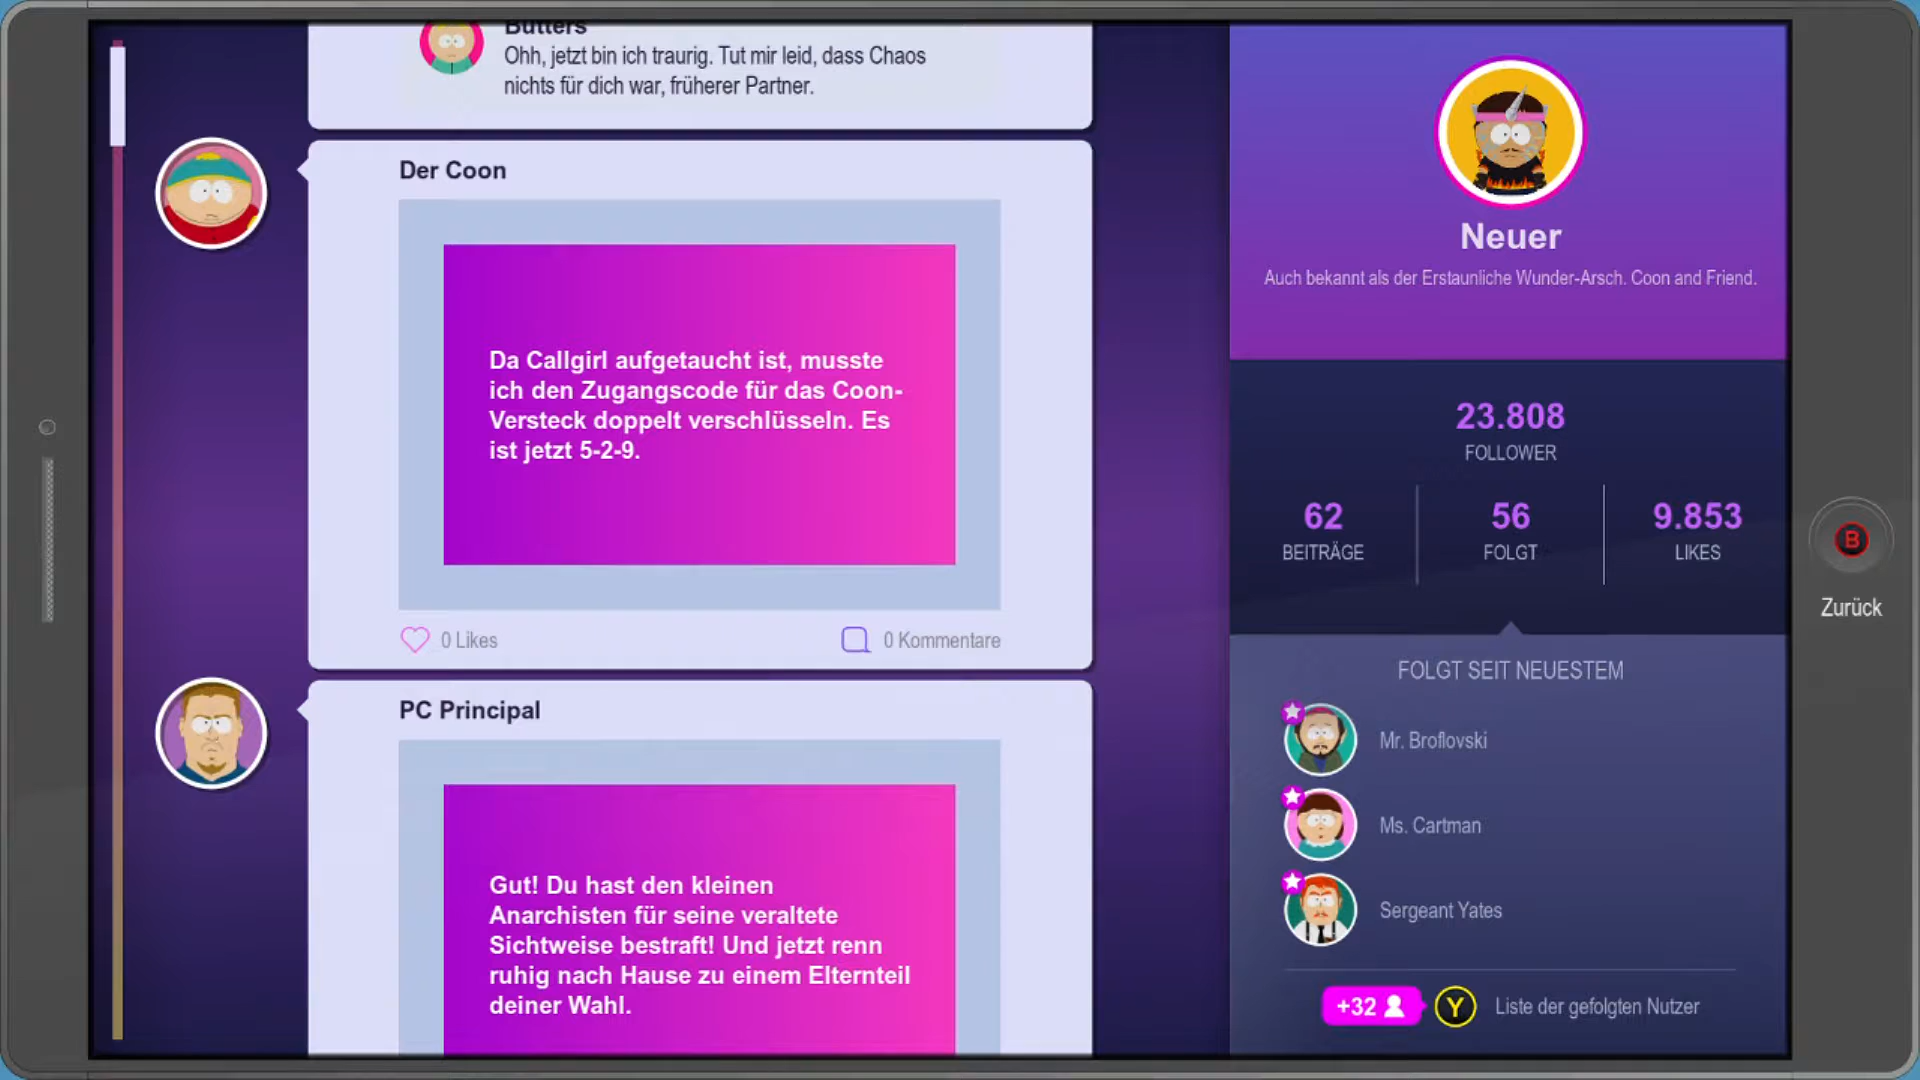 Butters
Ohh, jetzt bin ich traurig. Tut mir leid, dass Chaos
nichts für dich war, früherer Partner.
Der Coon
Da Callgirl aufgetaucht ist, musste
ich den Zugangscode für das Coon-
Versteck doppelt verschlüsseln. Es
ist jetzt 5-2-9.
0 Likes
0 Kommentare
PC Principal
Gut! Du hast den kleinen
Anarchisten für seine veraltete
Sichtweise bestraft! Und jetzt renn
ruhig nach Hause zu einem Elternteil
deiner Wahl.
Neuer
Auch bekannt als der Erstaunliche Wunder-Arsch. Coon and Friend.
23.808
FOLLOWER
62
BEITRÄGE
56
FOLGT
9.853
LIKES
FOLGT SEIT NEUESTEM
Mr. Broflovski
Ms. Cartman
Sergeant Yates
+32
Y
Liste der gefolgten Nutzer
B
Zurück